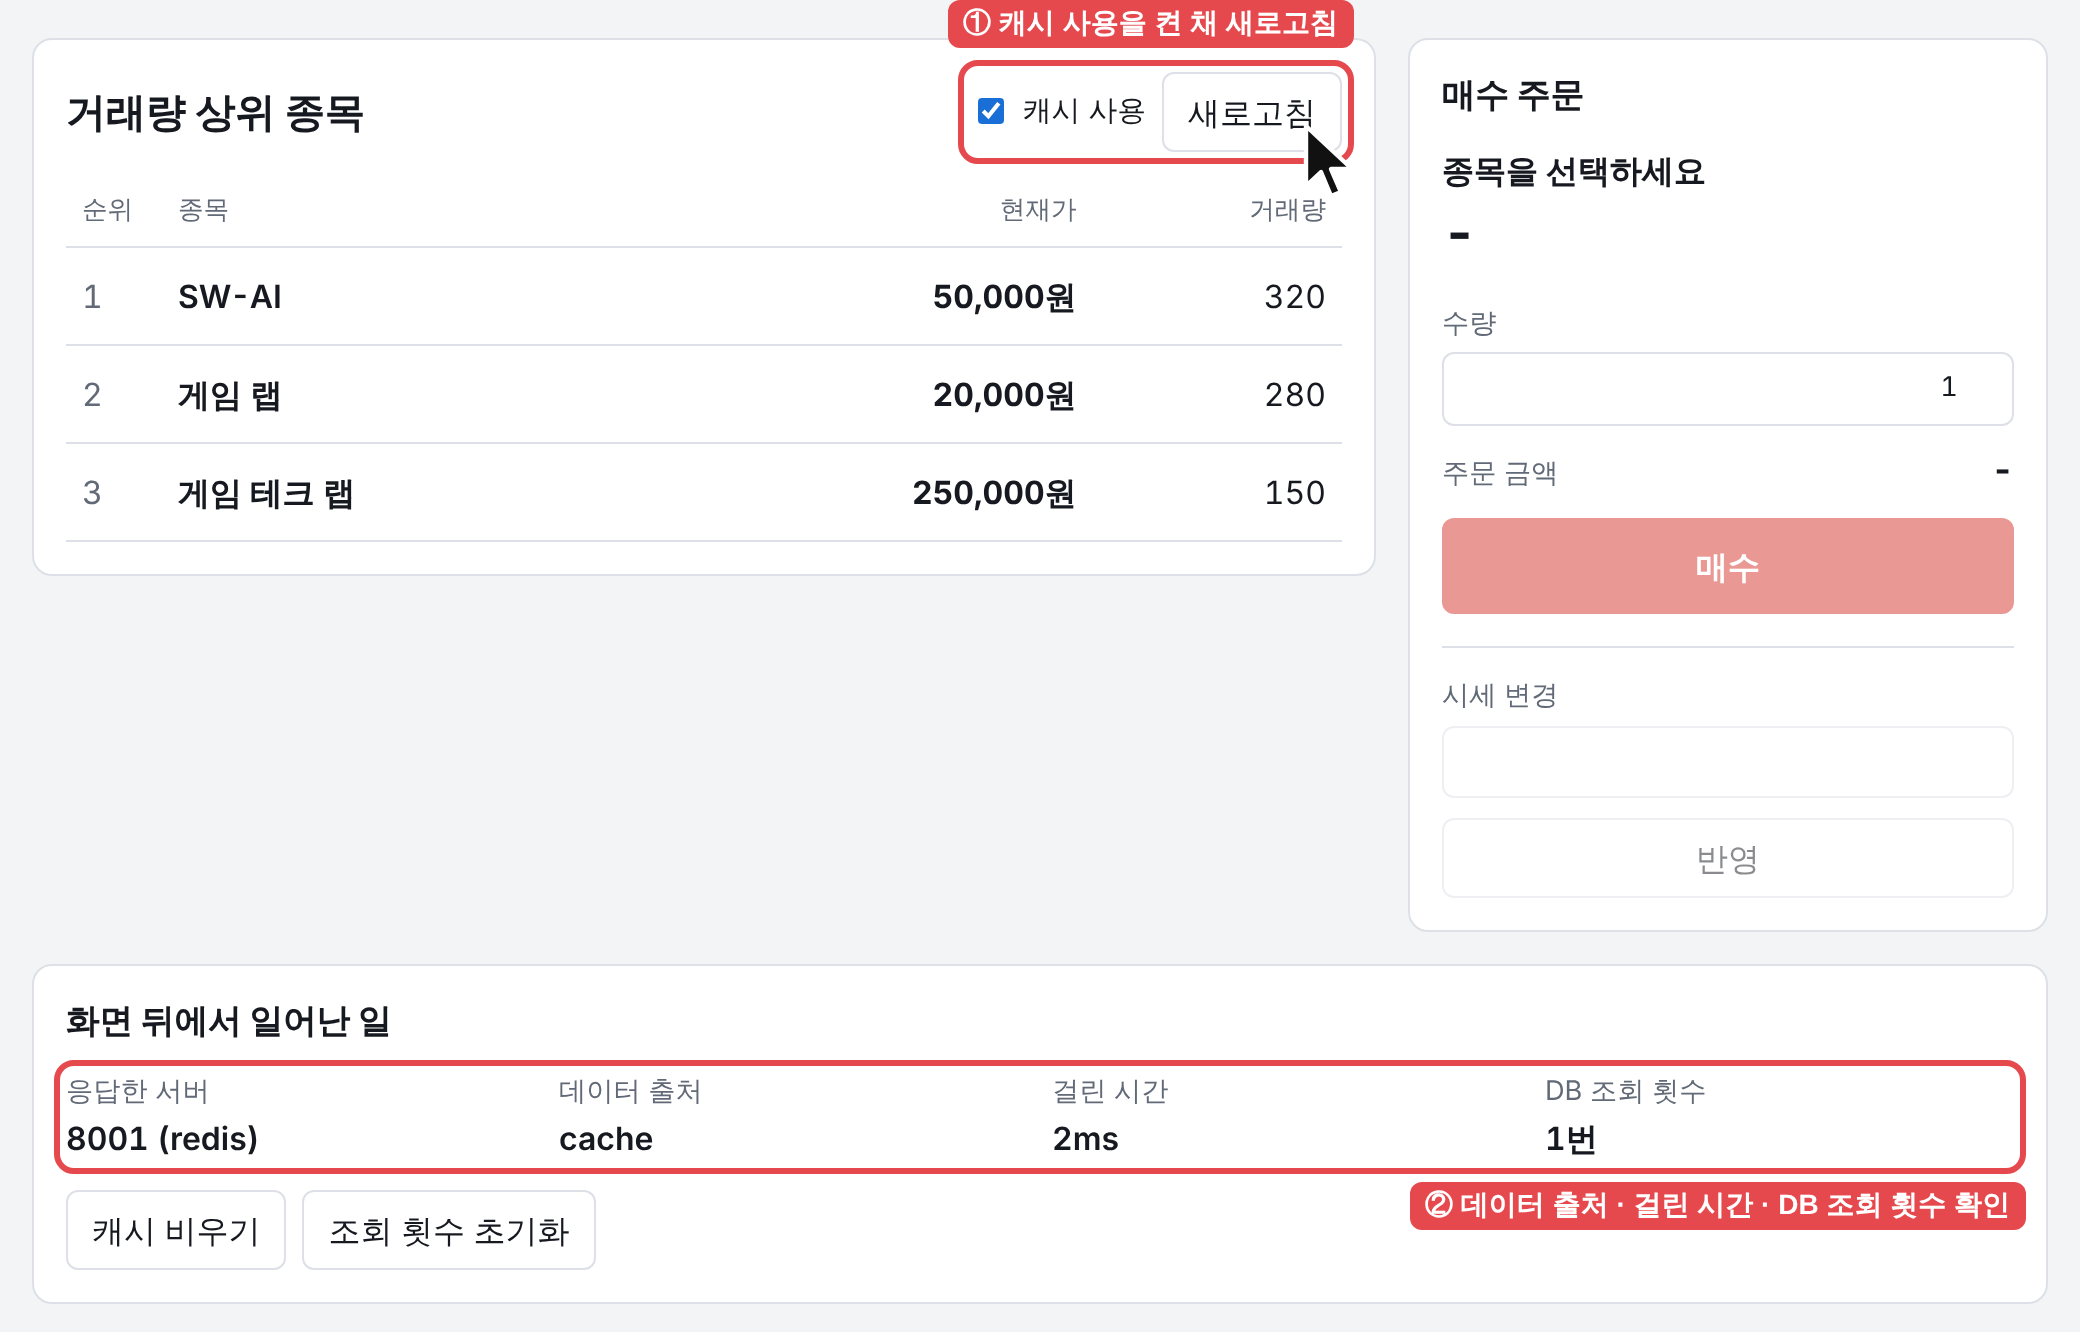 ① 캐시 사용을 켠 채 새로고침
거래량 상위 종목
캐시 사용
새로고침
순위 종목 현재가 거래량
1 SW-AI 50,000원 320
2 게임 랩 20,000원 280
3 게임 테크 랩 250,000원 150
매수 주문
종목을 선택하세요
-
수량
1
주문 금액 -
매수
시세 변경
반영
화면 뒤에서 일어난 일
응답한 서버 데이터 출처 걸린 시간 DB 조회 횟수
8001 (redis) cache 2ms 1번
② 데이터 출처 · 걸린 시간 · DB 조회 횟수 확인
캐시 비우기 조회 횟수 초기화